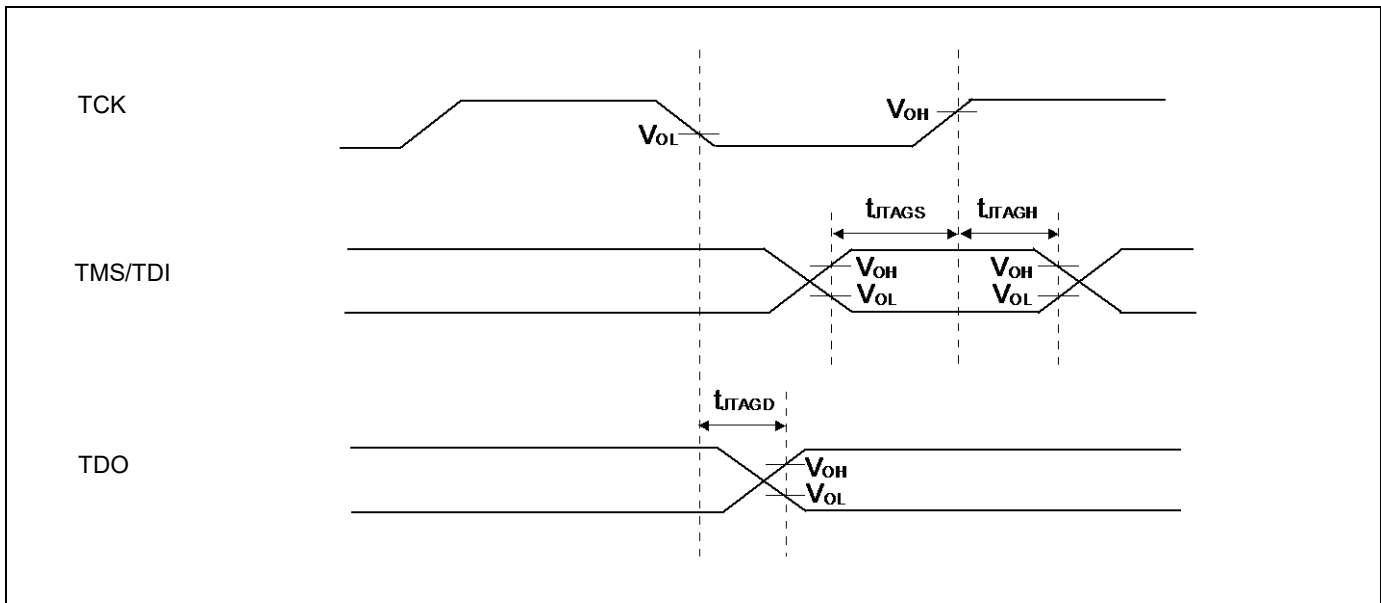 TCK
VOL
VOH
tJTAGS
tJTAGH
TMS/TDI
VOH
VOL
VOH
VOL
tJTAGD
TDO
VOH
VOL